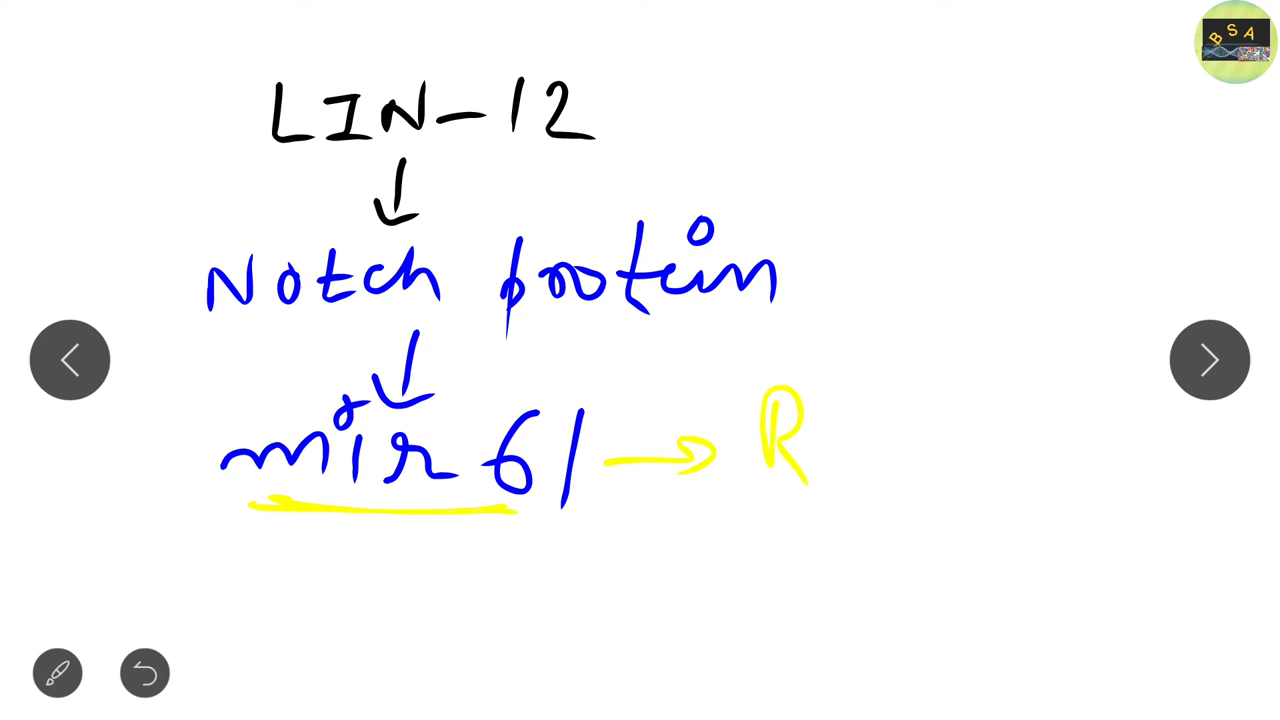 BSA
LIN-12
Notch protein
mir 61 → R